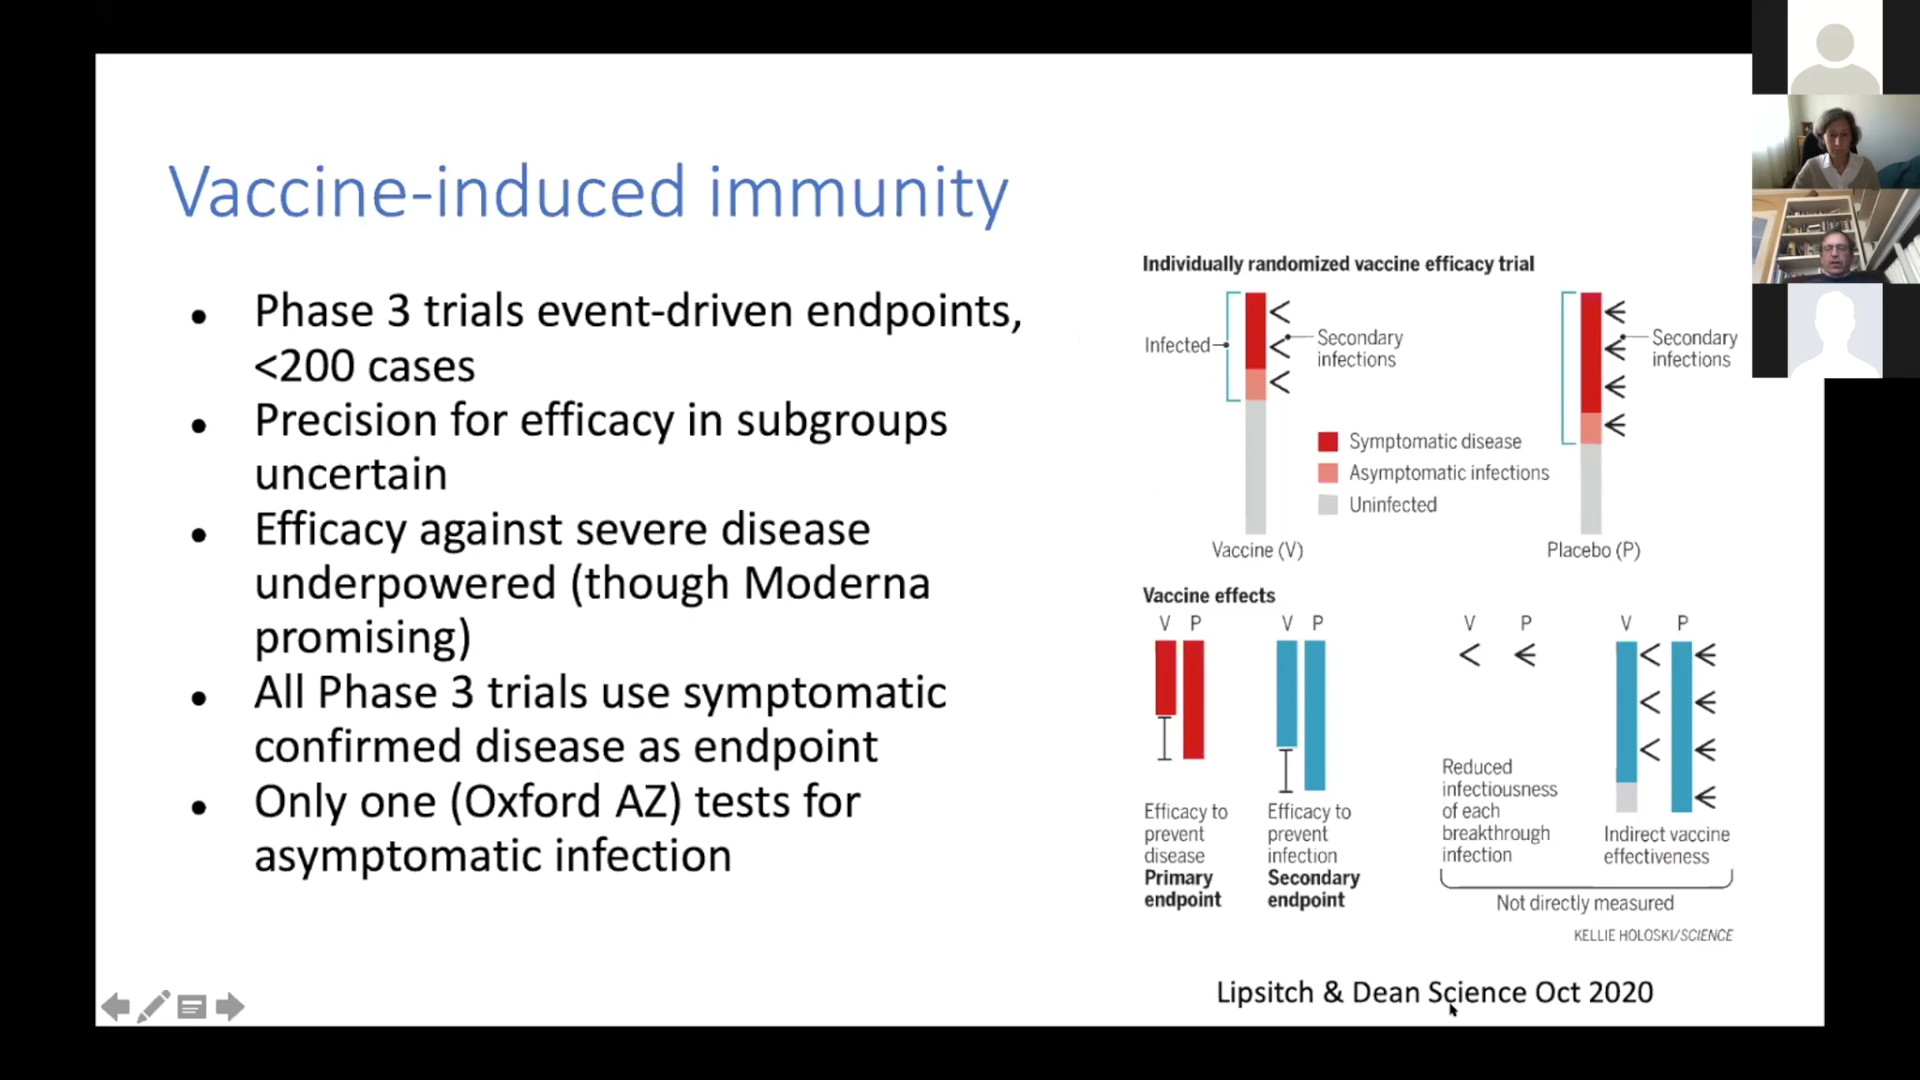 Vaccine-induced immunity
• Phase 3 trials event-driven endpoints,
<200 cases
• Precision for efficacy in subgroups
uncertain
• Efficacy against severe disease
underpowered (though Moderna
promising)
• All Phase 3 trials use symptomatic
confirmed disease as endpoint
• Only one (Oxford AZ) tests for
asymptomatic infection
Individually randomized vaccine efficacy trial
Infected
Secondary
infections
Secondary
infections
Symptomatic disease
Asymptomatic infections
Uninfected
Vaccine (V)
Placebo (P)
Vaccine effects
V P
V P
V P
V P
Efficacy to
prevent
disease
Primary
endpoint
Efficacy to
prevent
infection
Secondary
endpoint
Reduced
infectiousness
of each
breakthrough
infection
Indirect vaccine
effectiveness
Not directly measured
KELLIE HOLOSKI/SCIENCE
Lipsitch & Dean Science Oct 2020